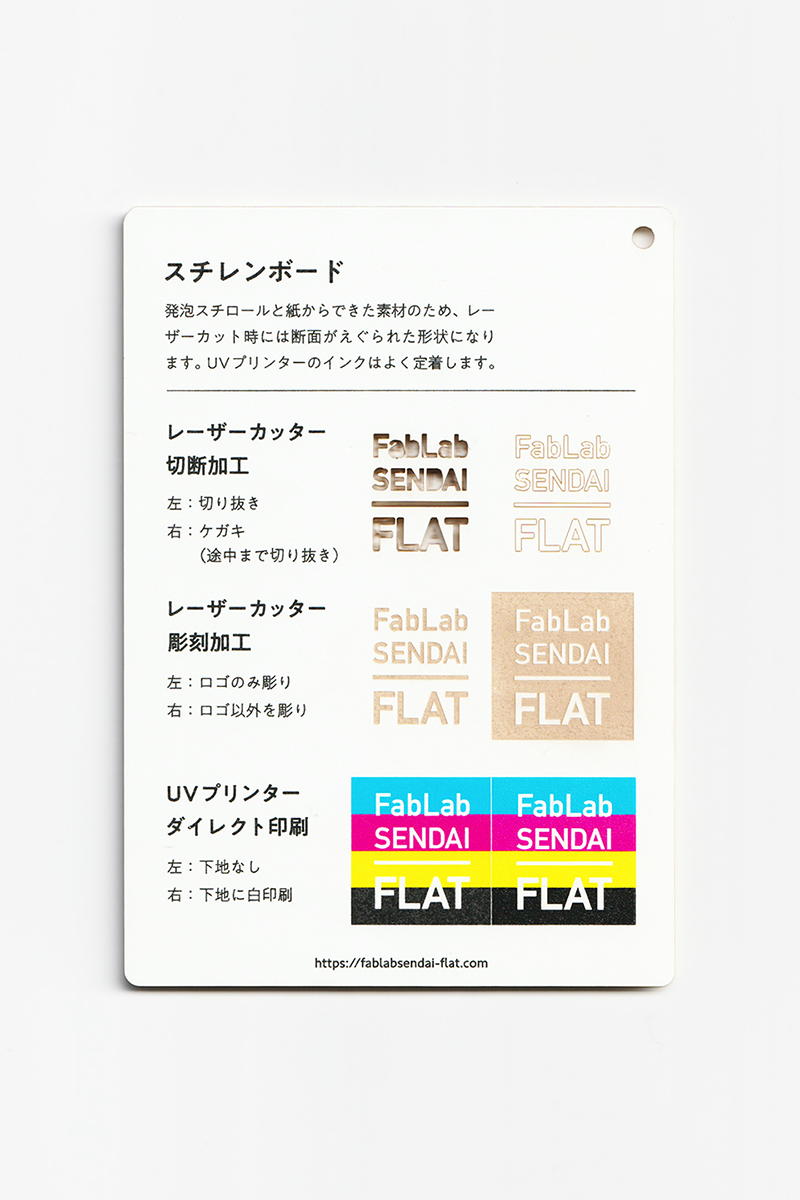 スチレンボード
発泡スチロールと紙からできた素材のため、レー
ザーカット時には断面がえぐられた形状になり
ます。UVプリンターのインクはよく定着します。
レーザーカッター
切断加工
左：切り抜き
右：ケガキ
（途中まで切り抜き）
FabLab
SENDAI
FLAT
FabLab
SENDAI
FLAT
レーザーカッター
彫刻加工
左：ロゴのみ彫り
右：ロゴ以外を彫り
FabLab
SENDAI
FLAT
FabLab
SENDAI
FLAT
UVプリンター
ダイレクト印刷
左：下地なし
右：下地に白印刷
FabLab
SENDAI
FLAT
FabLab
SENDAI
FLAT
https://fablabsendai-flat.com